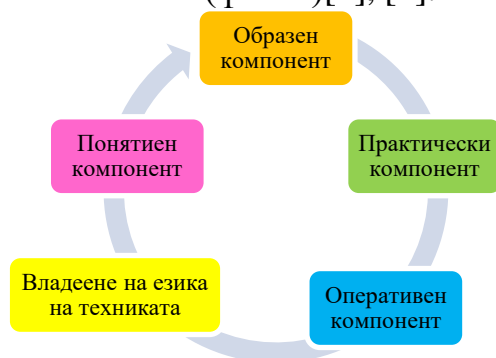 Образен
компонент
Практически
компонент
Оперативен
компонент
Владеене на езика
на техниката
Понятиен
компонент